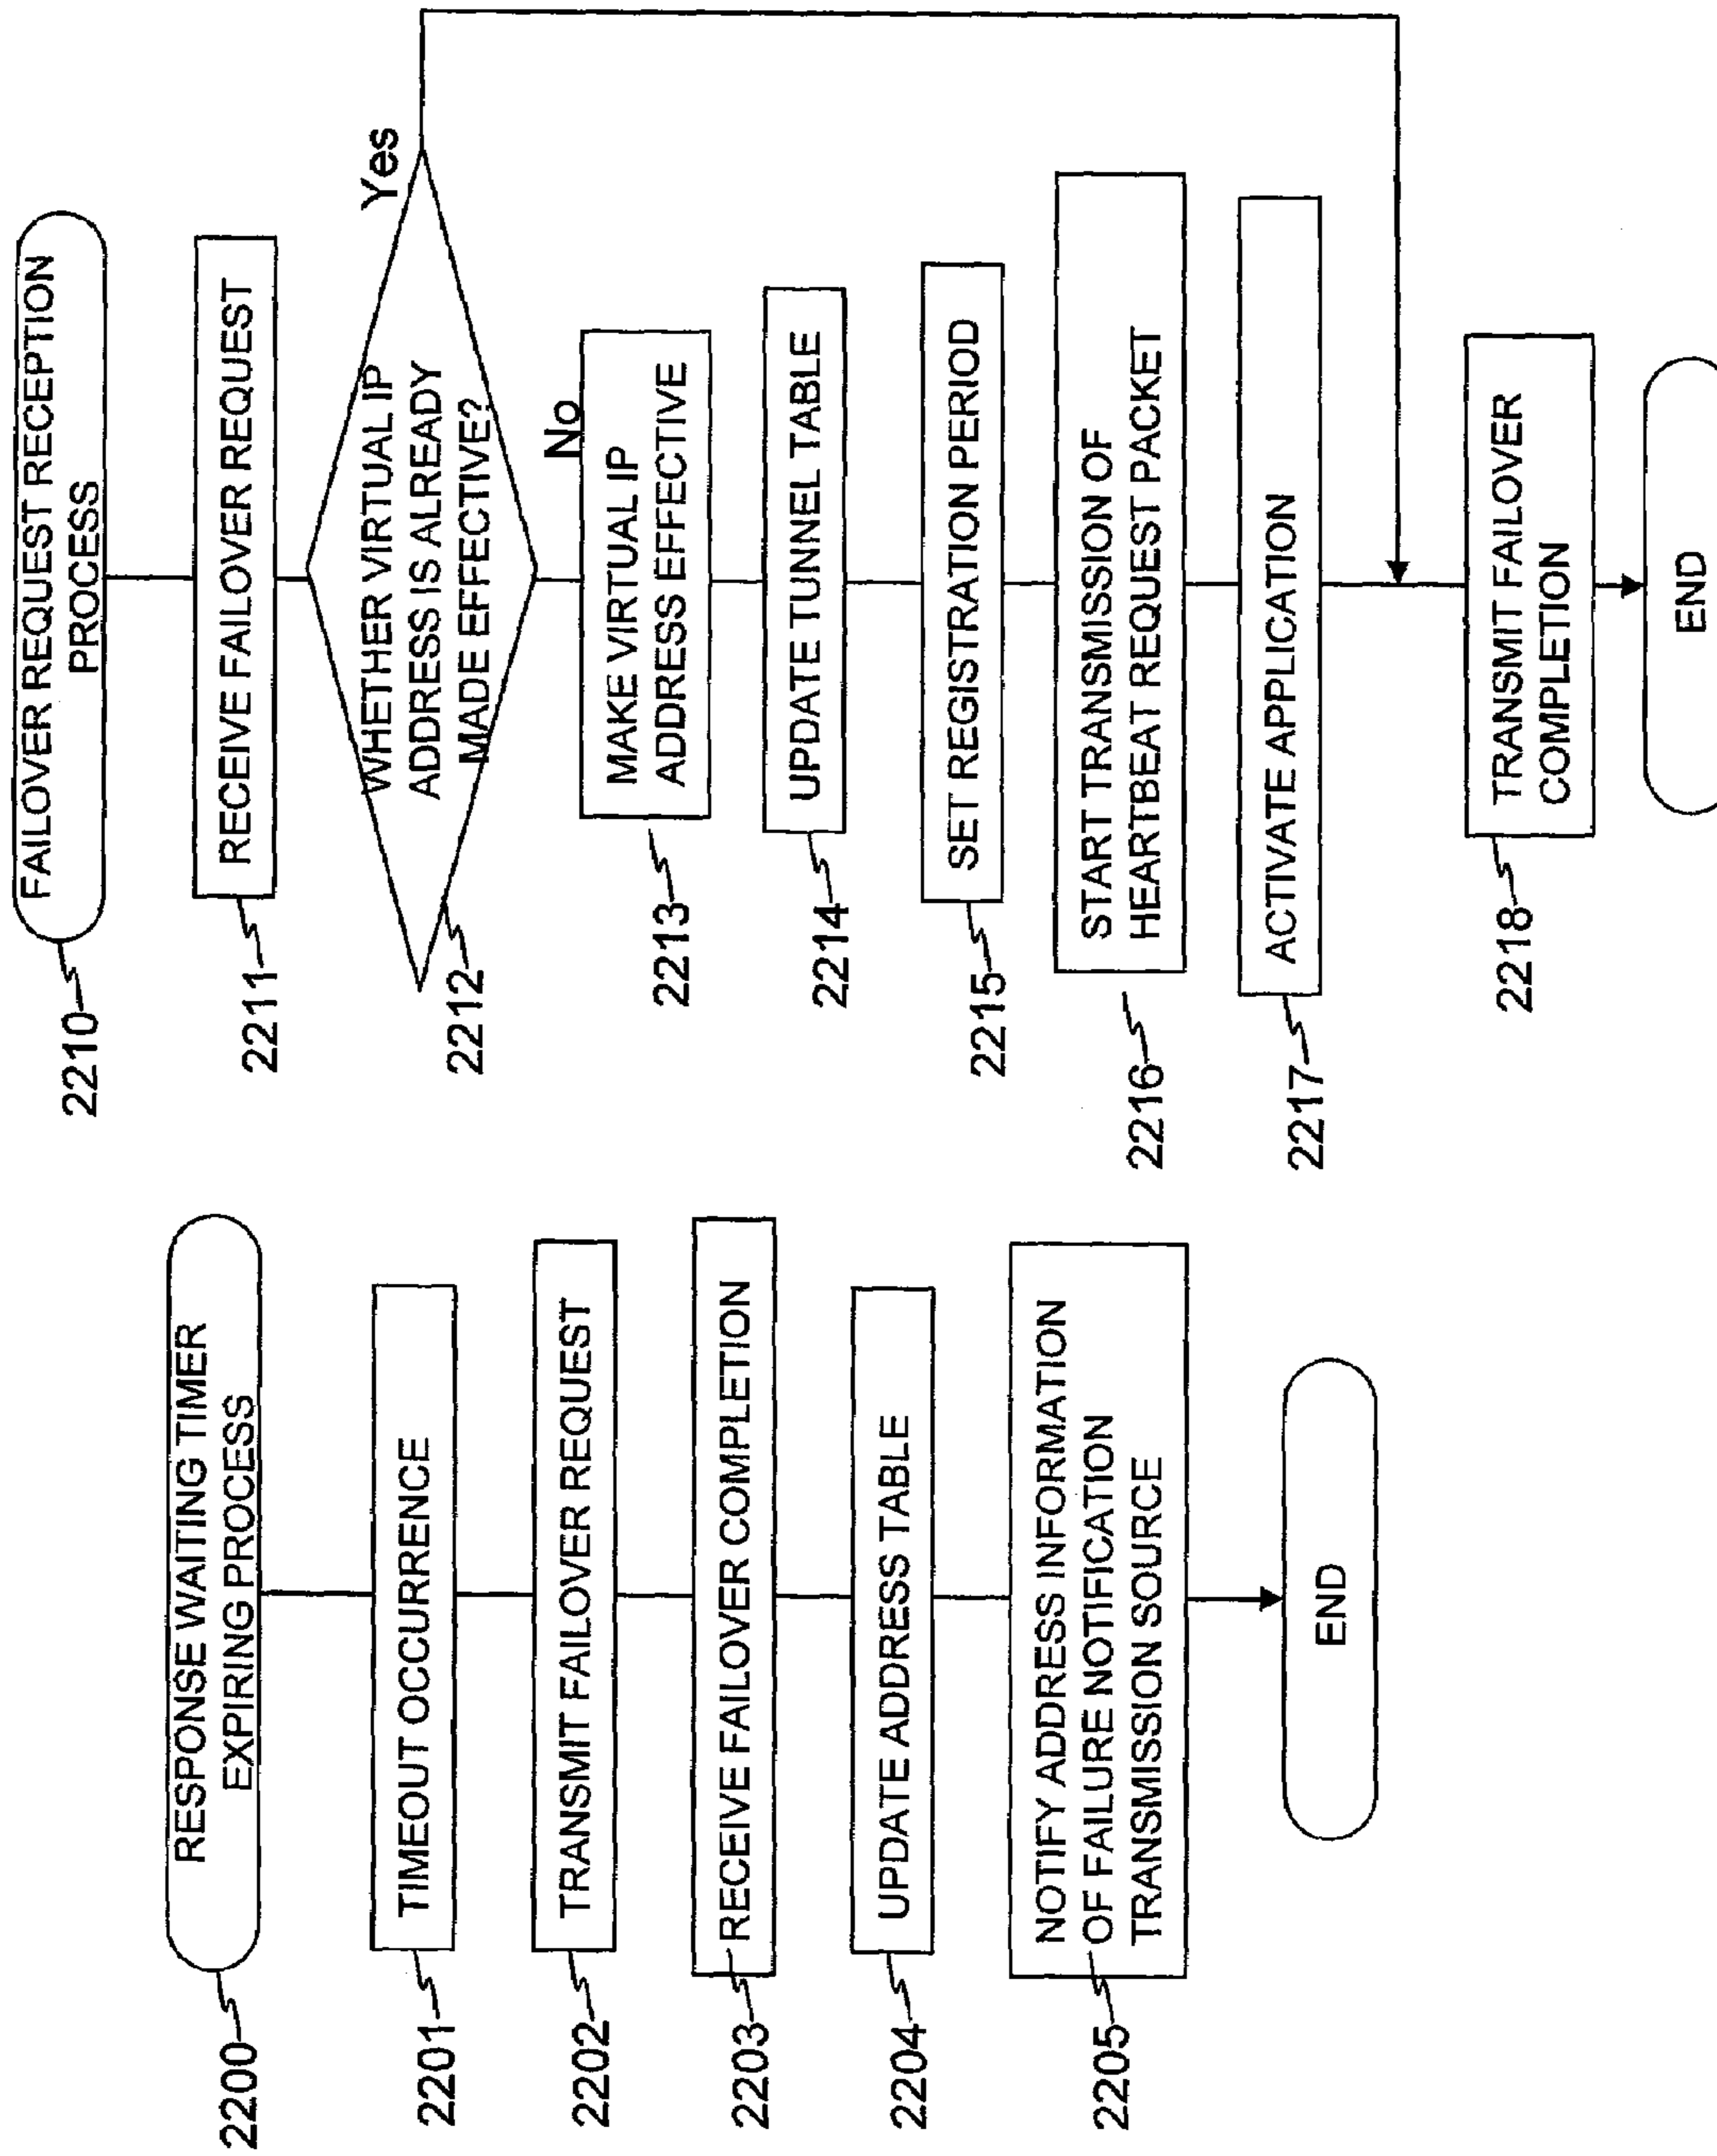 2200
RESPONSE WAITING TIMER
EXPIRING PROCESS
2201
TIMEOUT OCCURRENCE
2202
TRANSMIT FAILOVER REQUEST
2203
RECEIVE FAILOVER COMPLETION
2204
UPDATE ADDRESS TABLE
2205
NOTIFY ADDRESS INFORMATION
OF FAILURE NOTIFICATION
TRANSMISSION SOURCE
END
2210
FAILOVER REQUEST RECEPTION
PROCESS
2211
RECEIVE FAILOVER REQUEST
2212
WHETHER VIRTUAL IP
ADDRESS IS ALREADY
MADE EFFECTIVE?
Yes
No
2213
MAKE VIRTUAL IP
ADDRESS EFFECTIVE
2214
UPDATE TUNNEL TABLE
2215
SET REGISTRATION PERIOD
2216
START TRANSMISSION OF
HEARTBEAT REQUEST PACKET
2217
ACTIVATE APPLICATION
2218
TRANSMIT FAILOVER
COMPLETION
END